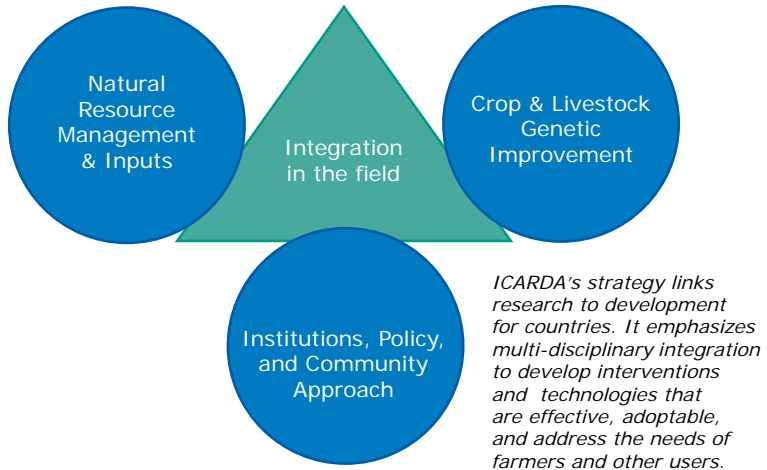 Natural
Resource
Management
& Inputs
Integration
in the field
Crop & Livestock
Genetic
Improvement
Institutions, Policy,
and Community
Approach
ICARDA's strategy links
research to development
for countries. It emphasizes
multi-disciplinary integration
to develop interventions
and technologies that
are effective, adoptable,
and address the needs of
farmers and other users.